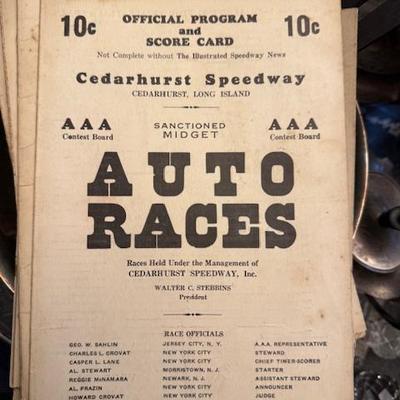 10c OFFICIAL PROGRAM 10c
and
SCORE CARD
Not Complete without The Illustrated Speedway News
Cedarhurst Speedway
CEDARHURST, LONG ISLAND
AAA SANCTIONED AAA
Contest Board MIDGET Contest Board
AUTO
RACES
Races Held Under the Management of
CEDARHURST SPEEDWAY, Inc.
WALTER C. STEBBINS
President
RACE OFFICIALS
GEO. W. SAHLIN JERSEY CITY, N. Y. A.A.A. REPRESENTATIVE
CHARLES L. CROVAT NEW YORK CITY STEWARD
CASPER L. LANE NEW YORK CITY CHIEF TIMER-SCORER
AL. STEWART MORRISTOWN, N. J. STARTER
REGGIE McNAMARA NEWARK, N. J. ASSISTANT STEWARD
AL. FRAZIN NEW YORK CITY ANNOUNCER
HOWARD CROVAT NEW YORK CITY JUDGE